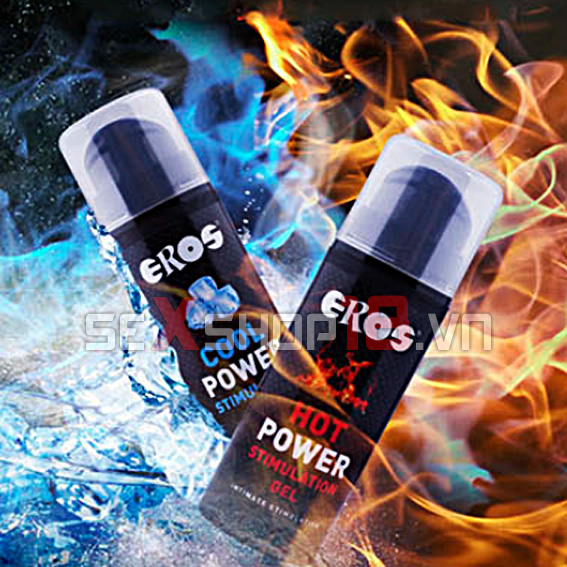 EROS
COOL
POWER
STIMUL
EROS
HOT
POWER
STIMULATION
GEL
SEXSHOP18.VN